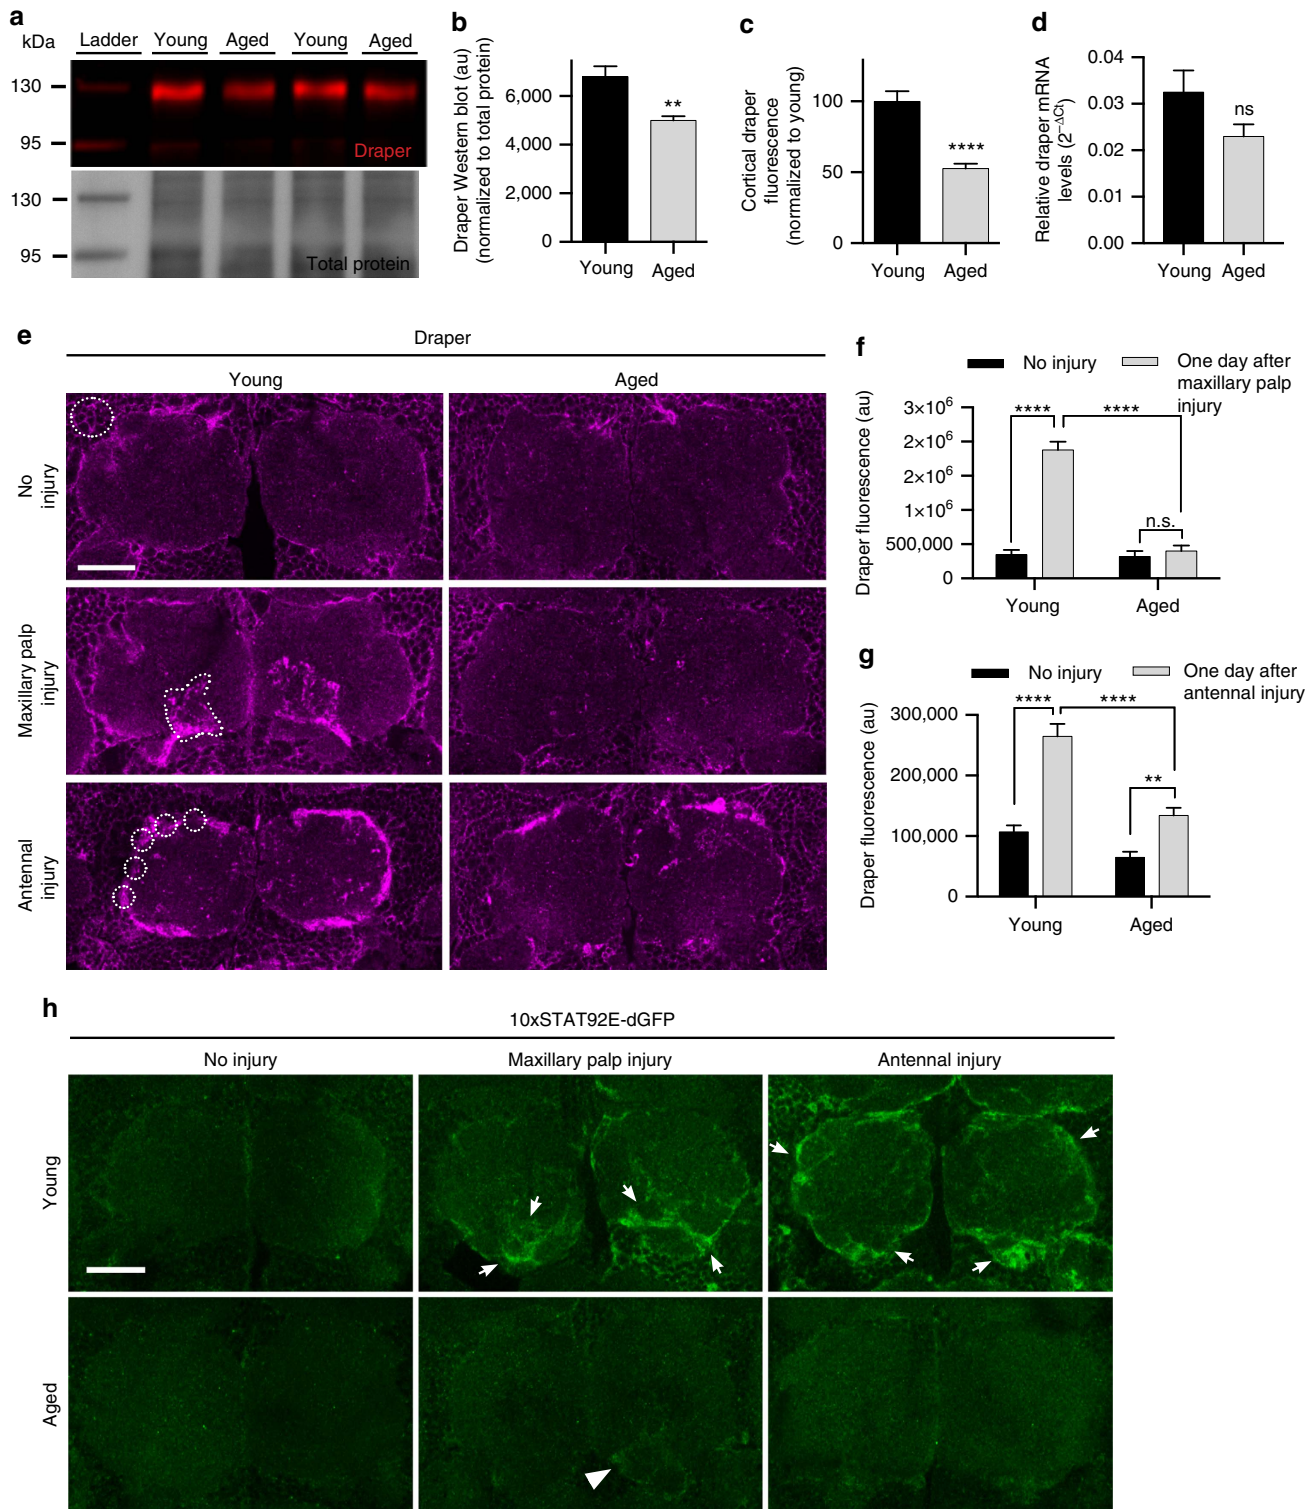 a
kDa
Ladder
Young
Aged
Young
Aged
130
95
Draper
130
95
Total protein
b
Draper Western blot (au)
(normalized to total protein)
6,000
4,000
2,000
0
**
Young
Aged
c
Cortical draper
fluorescence
(normalized to young)
100
50
0
****
Young
Aged
d
Relative draper mRNA
levels (2^−ΔCt)
0.04
0.03
0.02
0.01
0.00
ns
Young
Aged
e
Draper
Young
Aged
No
injury
Maxillary palp
injury
Antennal
injury
f
No injury
One day after
maxillary palp
injury
Draper fluorescence (au)
3×10⁶
2×10⁶
2×10⁶
1×10⁶
500,000
0
****
****
n.s.
Young
Aged
g
No injury
One day after
antennal injury
Draper fluorescence (au)
300,000
200,000
100,000
0
****
****
**
Young
Aged
h
10xSTAT92E-dGFP
No injury
Maxillary palp injury
Antennal injury
Young
Aged